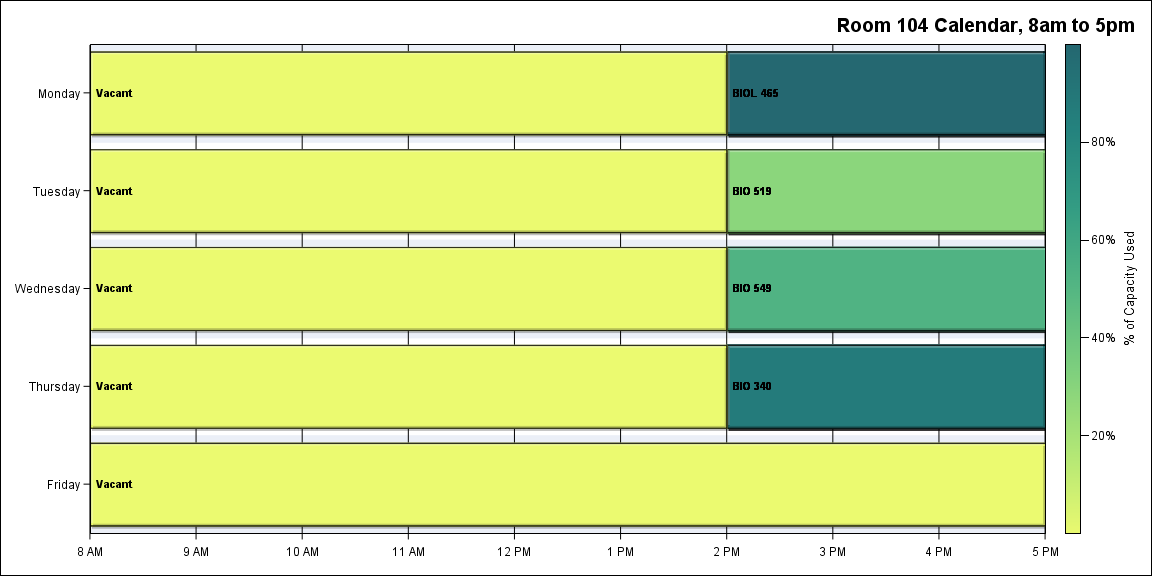 Room 104 Calendar, 8am to 5pm
Monday
Vacant
BIOL 465
Tuesday
Vacant
BIO 519
Wednesday
Vacant
BIO 549
Thursday
Vacant
BIO 340
Friday
Vacant
8 AM 9 AM 10 AM 11 AM 12 PM 1 PM 2 PM 3 PM 4 PM 5 PM
80%
60%
40%
20%
% of Capacity Used